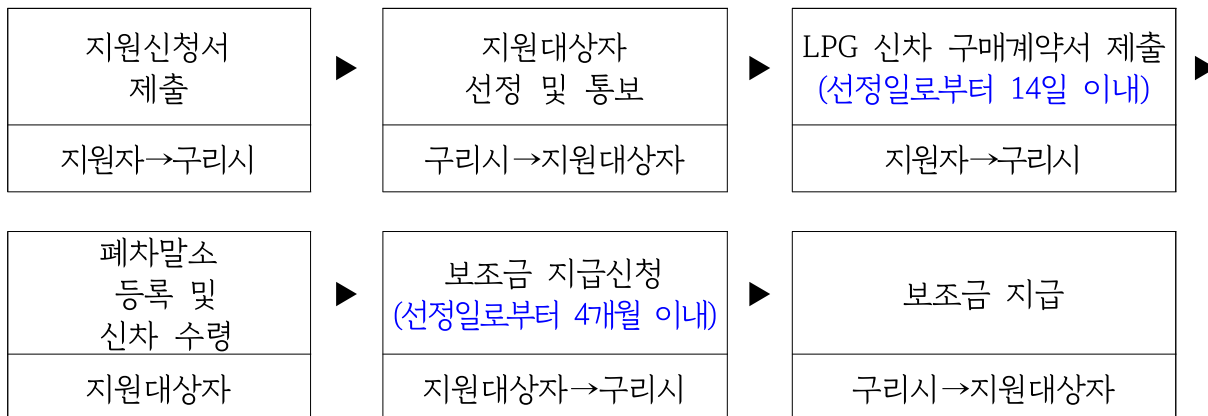 지원신청서
제출
지원자→구리시
▶
지원대상자
선정 및 통보
구리시→지원대상자
▶
LPG 신차 구매계약서 제출
(선정일로부터 14일 이내)
지원자→구리시
▶
폐차말소
등록 및
신차 수령
지원대상자
▶
보조금 지급신청
(선정일로부터 4개월 이내)
지원대상자→구리시
▶
보조금 지급
구리시→지원대상자